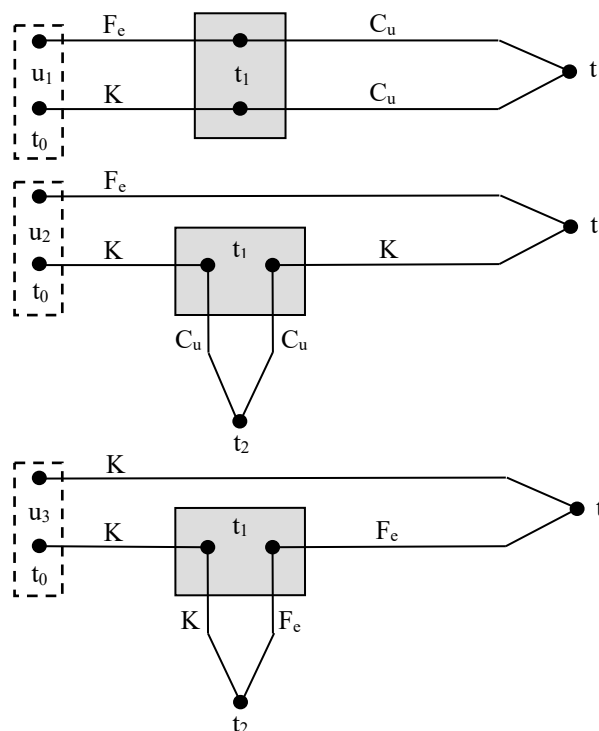 Fe Cu
u1 t1 t
K Cu
t0
Fe
u2 t
K t1 K
t0
Cu Cu
t2
K
u3 t
K t1 Fe
t0
K Fe
t2